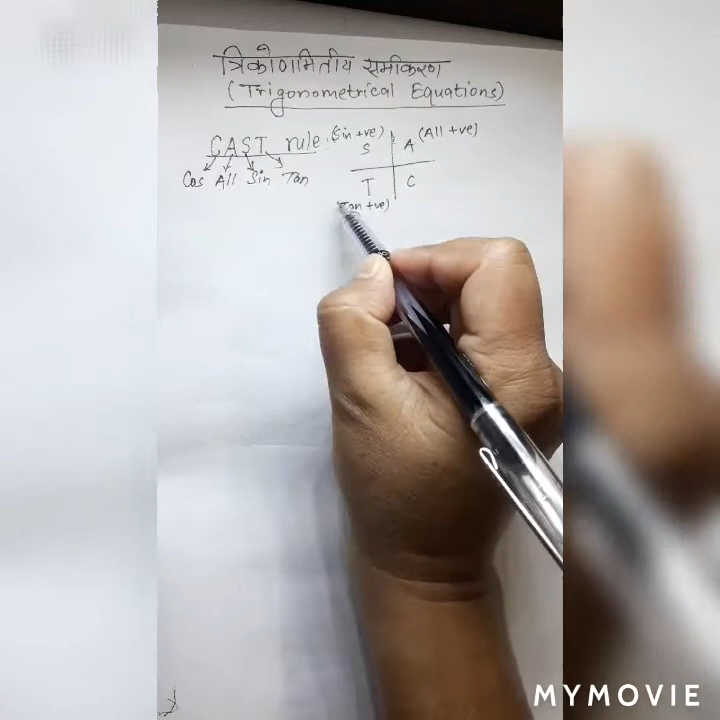 त्रिकोणमितीय समीकरण
(Trigonometrical Equations)
CAST rule: (Sin +ve) S A (All +ve)
Cos All Sin Tan T C
(Tan +ve)
MYMOVIE